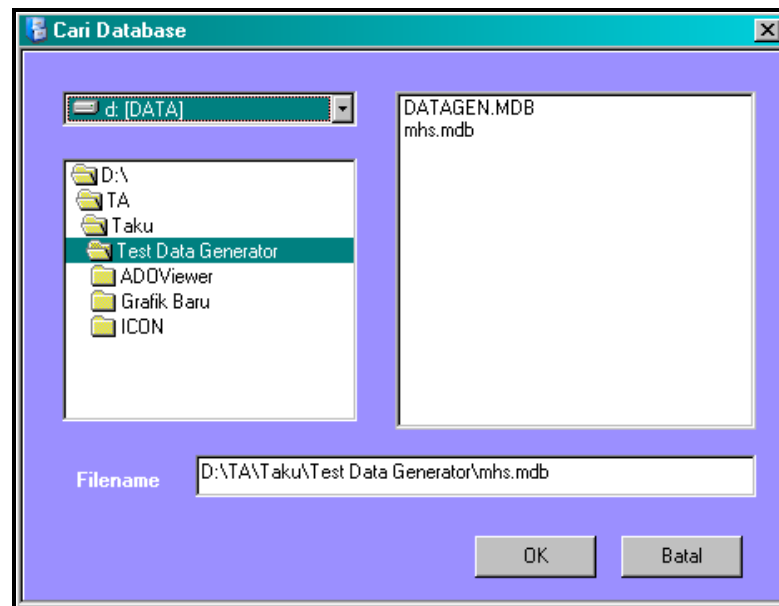 Cari Database
d: [DATA]
D:\
TA
Taku
Test Data Generator
ADOViewer
Grafik Baru
ICON
DATAGEN.MDB
mhs.mdb
Filename
D:\TA\Taku\Test Data Generator\mhs.mdb
OK
Batal